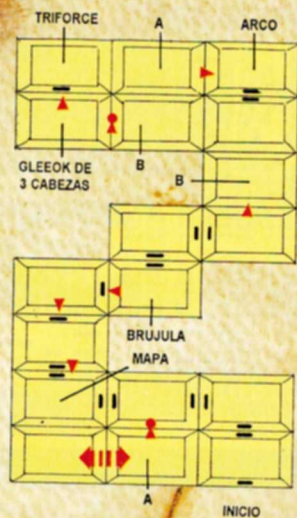 TRIFORCE
A
ARCO
GLEEOK DE
3 CABEZAS
B
B
BRUJULA
MAPA
A
INICIO